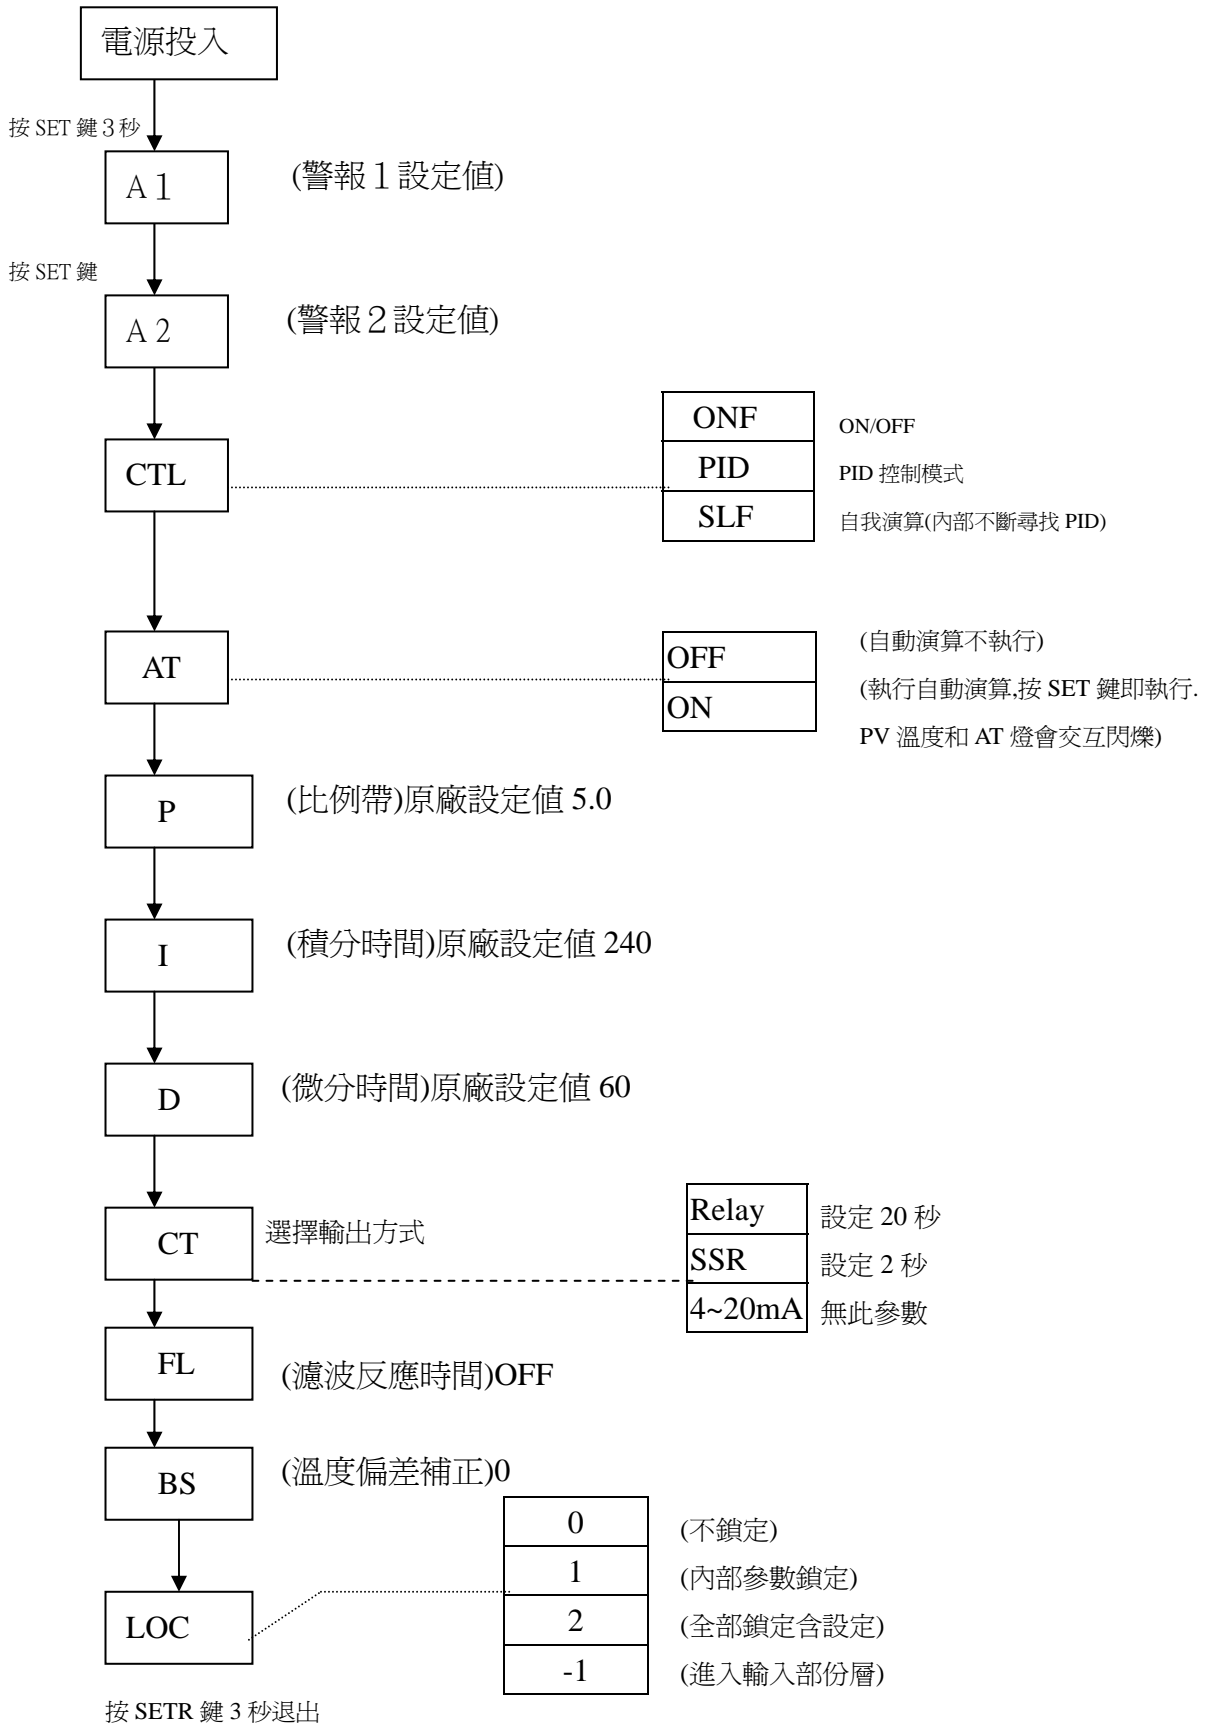 電源投入
按 SET 鍵３秒
A１
(警報１設定值)
按 SET 鍵
A２
(警報２設定值)
CTL
ONF
ON/OFF
PID
PID 控制模式
SLF
自我演算(內部不斷尋找 PID)
AT
OFF
(自動演算不執行)
ON
(執行自動演算,按 SET 鍵即執行.
PV 溫度和 AT 燈會交互閃爍)
P
(比例帶)原廠設定值 5.0
I
(積分時間)原廠設定值 240
D
(微分時間)原廠設定值 60
CT
選擇輸出方式
Relay
設定 20 秒
SSR
設定 2 秒
4~20mA
無此參數
FL
(濾波反應時間)OFF
BS
(溫度偏差補正)0
LOC
0
(不鎖定)
1
(內部參數鎖定)
2
(全部鎖定含設定)
-1
(進入輸入部份層)
按 SETR 鍵 3 秒退出